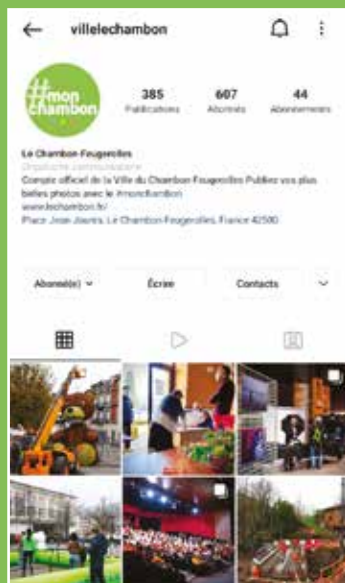 villelechambon
#mon
chambon
385
607
44
Publications
Abonnés
Abonnements
Le Chambon-Feugerolles
Organisme communautaire
Compte officiel de la Ville du Chambon-Feugerolles Publiez vos plus
belles photos avec le #monchambon
www.lechambon.fr/
Place Jean Jaurès, Le Chambon-Feugerolles, France 42500
Abonné(e)
Écrire
Contacts